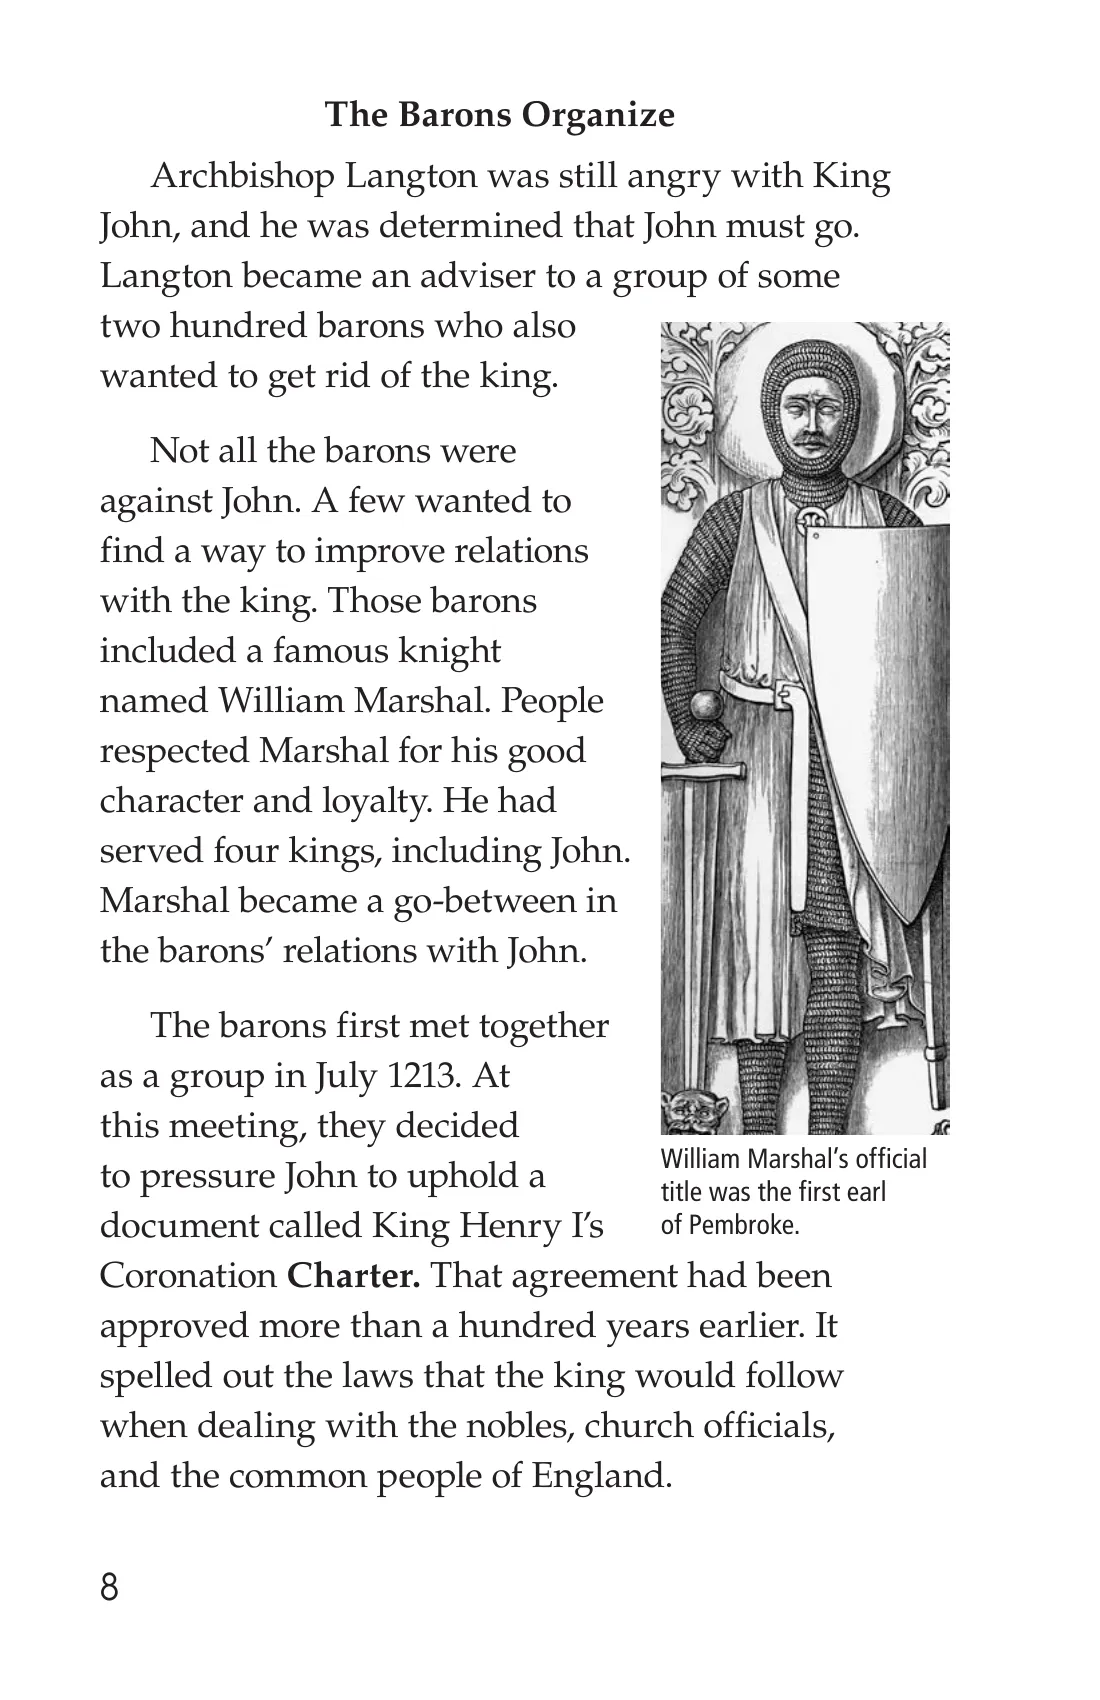 The Barons Organize
Archbishop Langton was still angry with King
John, and he was determined that John must go.
Langton became an adviser to a group of some
two hundred barons who also
wanted to get rid of the king.
Not all the barons were
against John. A few wanted to
find a way to improve relations
with the king. Those barons
included a famous knight
named William Marshal. People
respected Marshal for his good
character and loyalty. He had
served four kings, including John.
Marshal became a go-between in
the barons’ relations with John.
The barons first met together
as a group in July 1213. At
this meeting, they decided
to pressure John to uphold a
document called King Henry I’s
Coronation Charter. That agreement had been
approved more than a hundred years earlier. It
spelled out the laws that the king would follow
when dealing with the nobles, church officials,
and the common people of England.
William Marshal’s official
title was the first earl
of Pembroke.
8